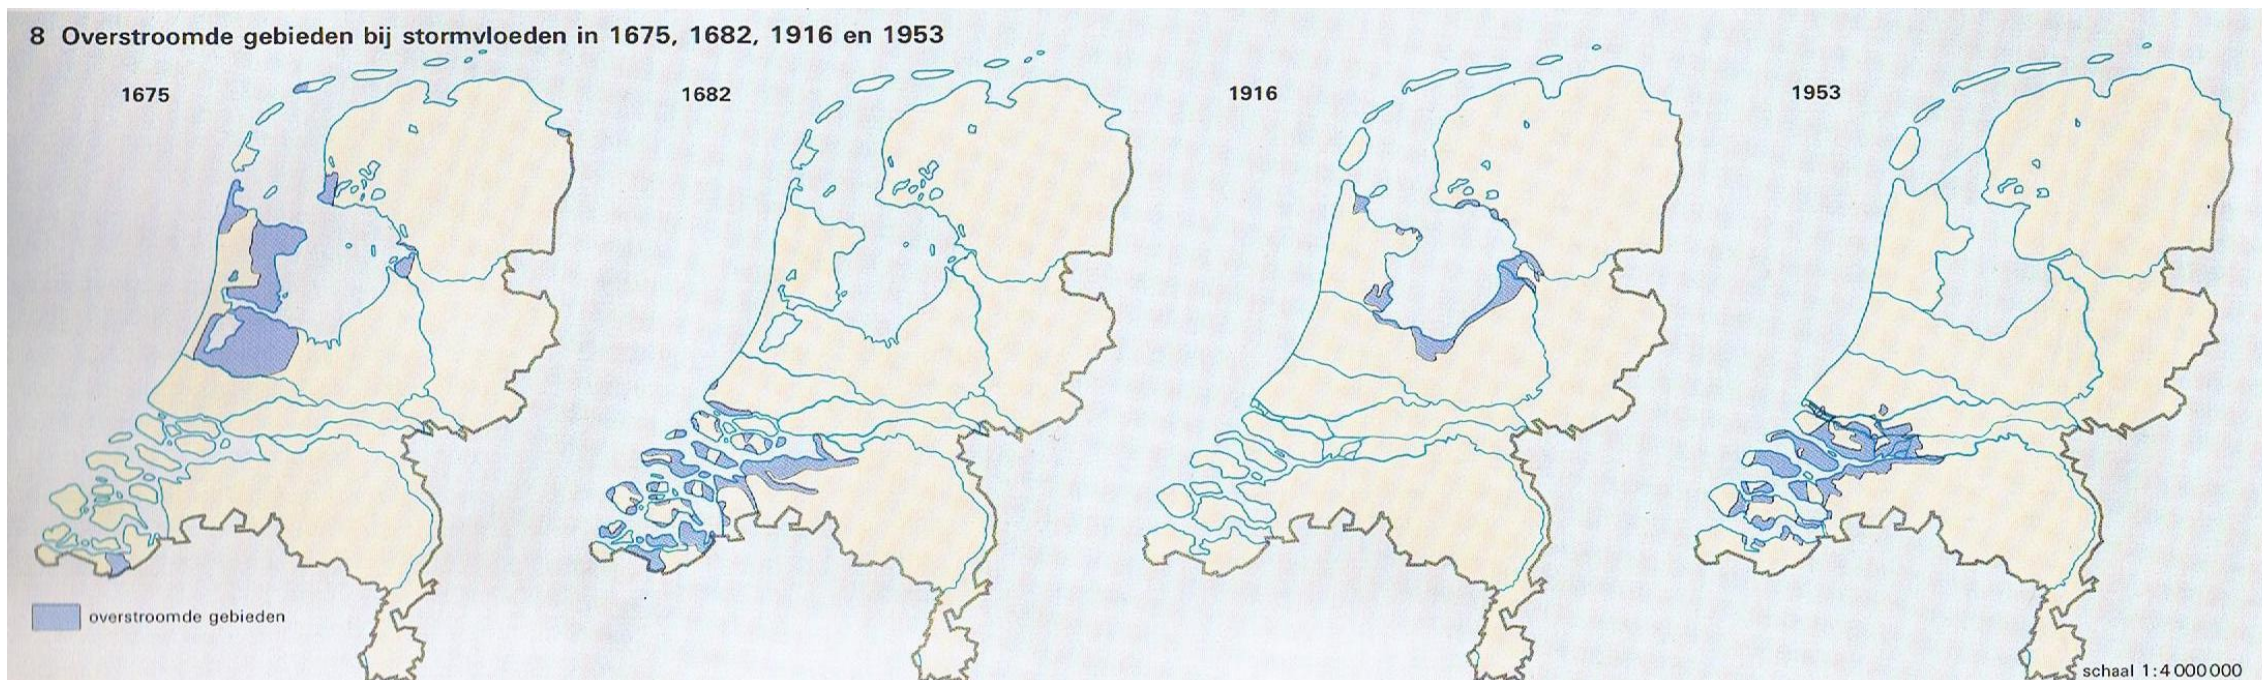 8 Overstroomde gebieden bij stormvloeden in 1675, 1682, 1916 en 1953
1675
1682
1916
1953
overstroomde gebieden
schaal 1:4 000 000